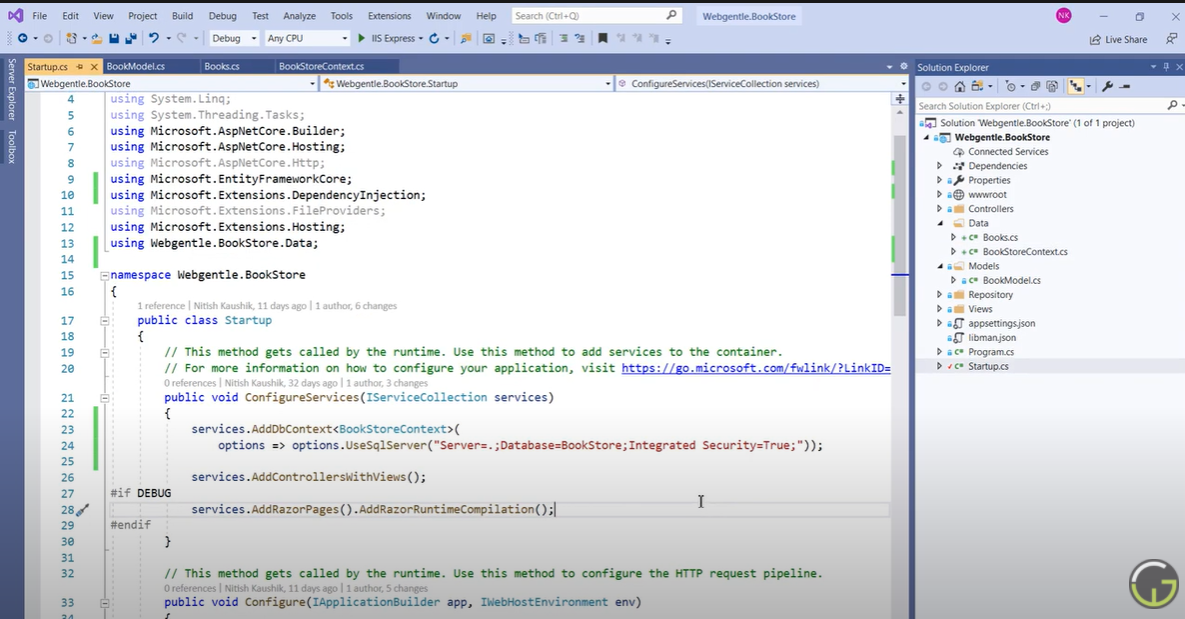 File Edit View Project Build Debug Test Analyze Tools Extensions Window Help Search (Ctrl+Q) Webgentle.BookStore NK
Debug Any CPU IIS Express Live Share
Server Explorer
Toolbox
Startup.cs BookModel.cs Books.cs BookStoreContext.cs
Webgentle.BookStore Webgentle.BookStore.Startup ConfigureServices(IServiceCollection services)
4 using System.Linq;
5 using System.Threading.Tasks;
6 using Microsoft.AspNetCore.Builder;
7 using Microsoft.AspNetCore.Hosting;
8 using Microsoft.AspNetCore.Http;
9 using Microsoft.EntityFrameworkCore;
10 using Microsoft.Extensions.DependencyInjection;
11 using Microsoft.Extensions.FileProviders;
12 using Microsoft.Extensions.Hosting;
13 using Webgentle.BookStore.Data;
14
15 namespace Webgentle.BookStore
16 {
1 reference | Nitish Kaushik, 11 days ago | 1 author, 6 changes
17 public class Startup
18 {
19 // This method gets called by the runtime. Use this method to add services to the container.
20 // For more information on how to configure your application, visit https://go.microsoft.com/fwlink/?LinkID=
0 references | Nitish Kaushik, 32 days ago | 1 author, 3 changes
21 public void ConfigureServices(IServiceCollection services)
22 {
23 services.AddDbContext<BookStoreContext>(
24 options => options.UseSqlServer("Server=.;Database=BookStore;Integrated Security=True;"));
25
26 services.AddControllersWithViews();
27 #if DEBUG
28 services.AddRazorPages().AddRazorRuntimeCompilation();
29 #endif
30 }
31
32 // This method gets called by the runtime. Use this method to configure the HTTP request pipeline.
0 references | Nitish Kaushik, 11 days ago | 1 author, 5 changes
33 public void Configure(IApplicationBuilder app, IWebHostEnvironment env)
34 {
Solution Explorer
Search Solution Explorer (Ctrl+;)
Solution 'Webgentle.BookStore' (1 of 1 project)
Webgentle.BookStore
Connected Services
Dependencies
Properties
wwwroot
Controllers
Data
C# Books.cs
C# BookStoreContext.cs
Models
C# BookModel.cs
Repository
Views
appsettings.json
libman.json
C# Program.cs
C# Startup.cs